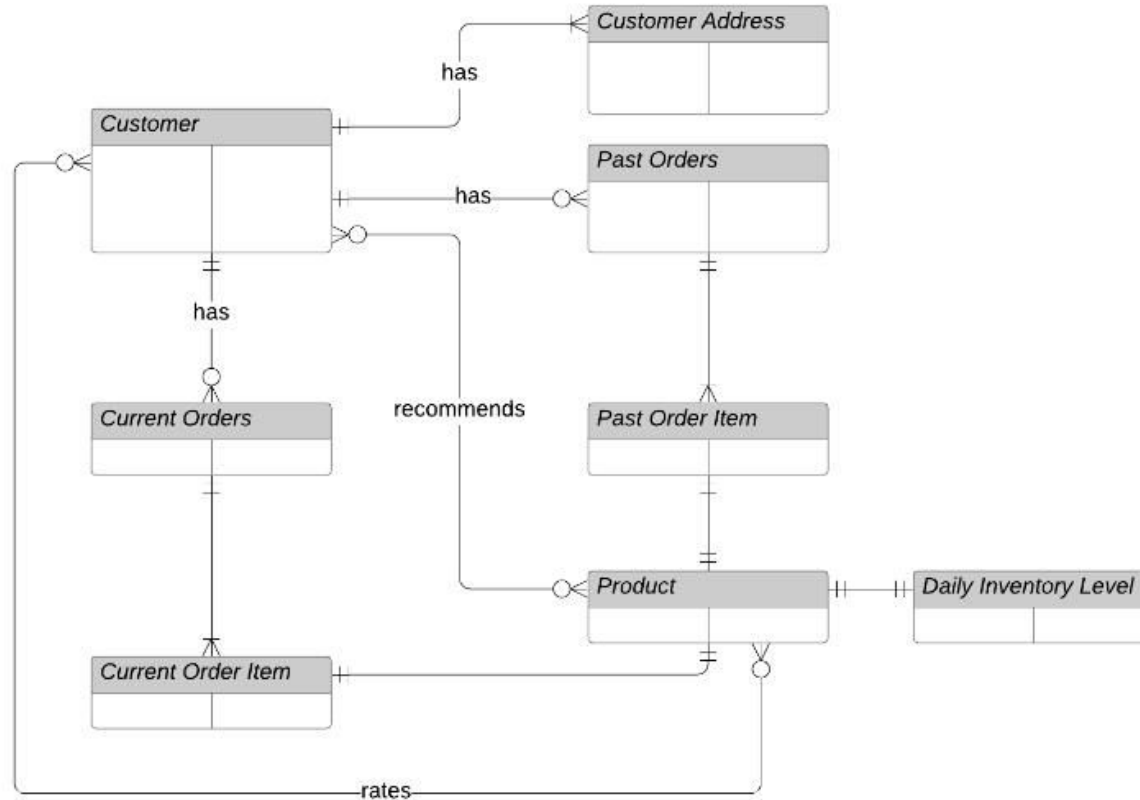 Customer Address
has
Customer
Past Orders
has
has
recommends
Current Orders
Past Order Item
Product
Daily Inventory Level
Current Order Item
rates